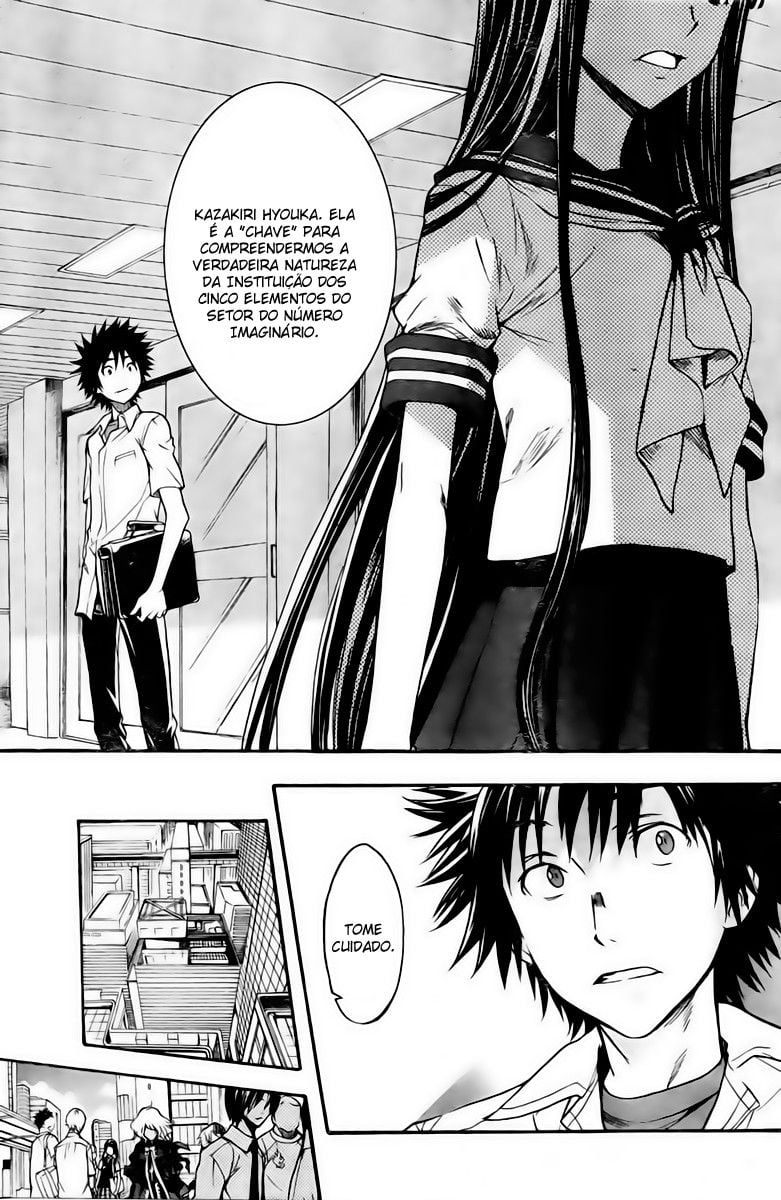 KAZAKIRI HYOUKA. ELA
É A "CHAVE" PARA
COMPREENDERMOS A
VERDADEIRA NATUREZA
DA INSTITUIÇÃO DOS
CINCO ELEMENTOS DO
SETOR DO NÚMERO
IMAGINÁRIO.
TOME
CUIDADO.